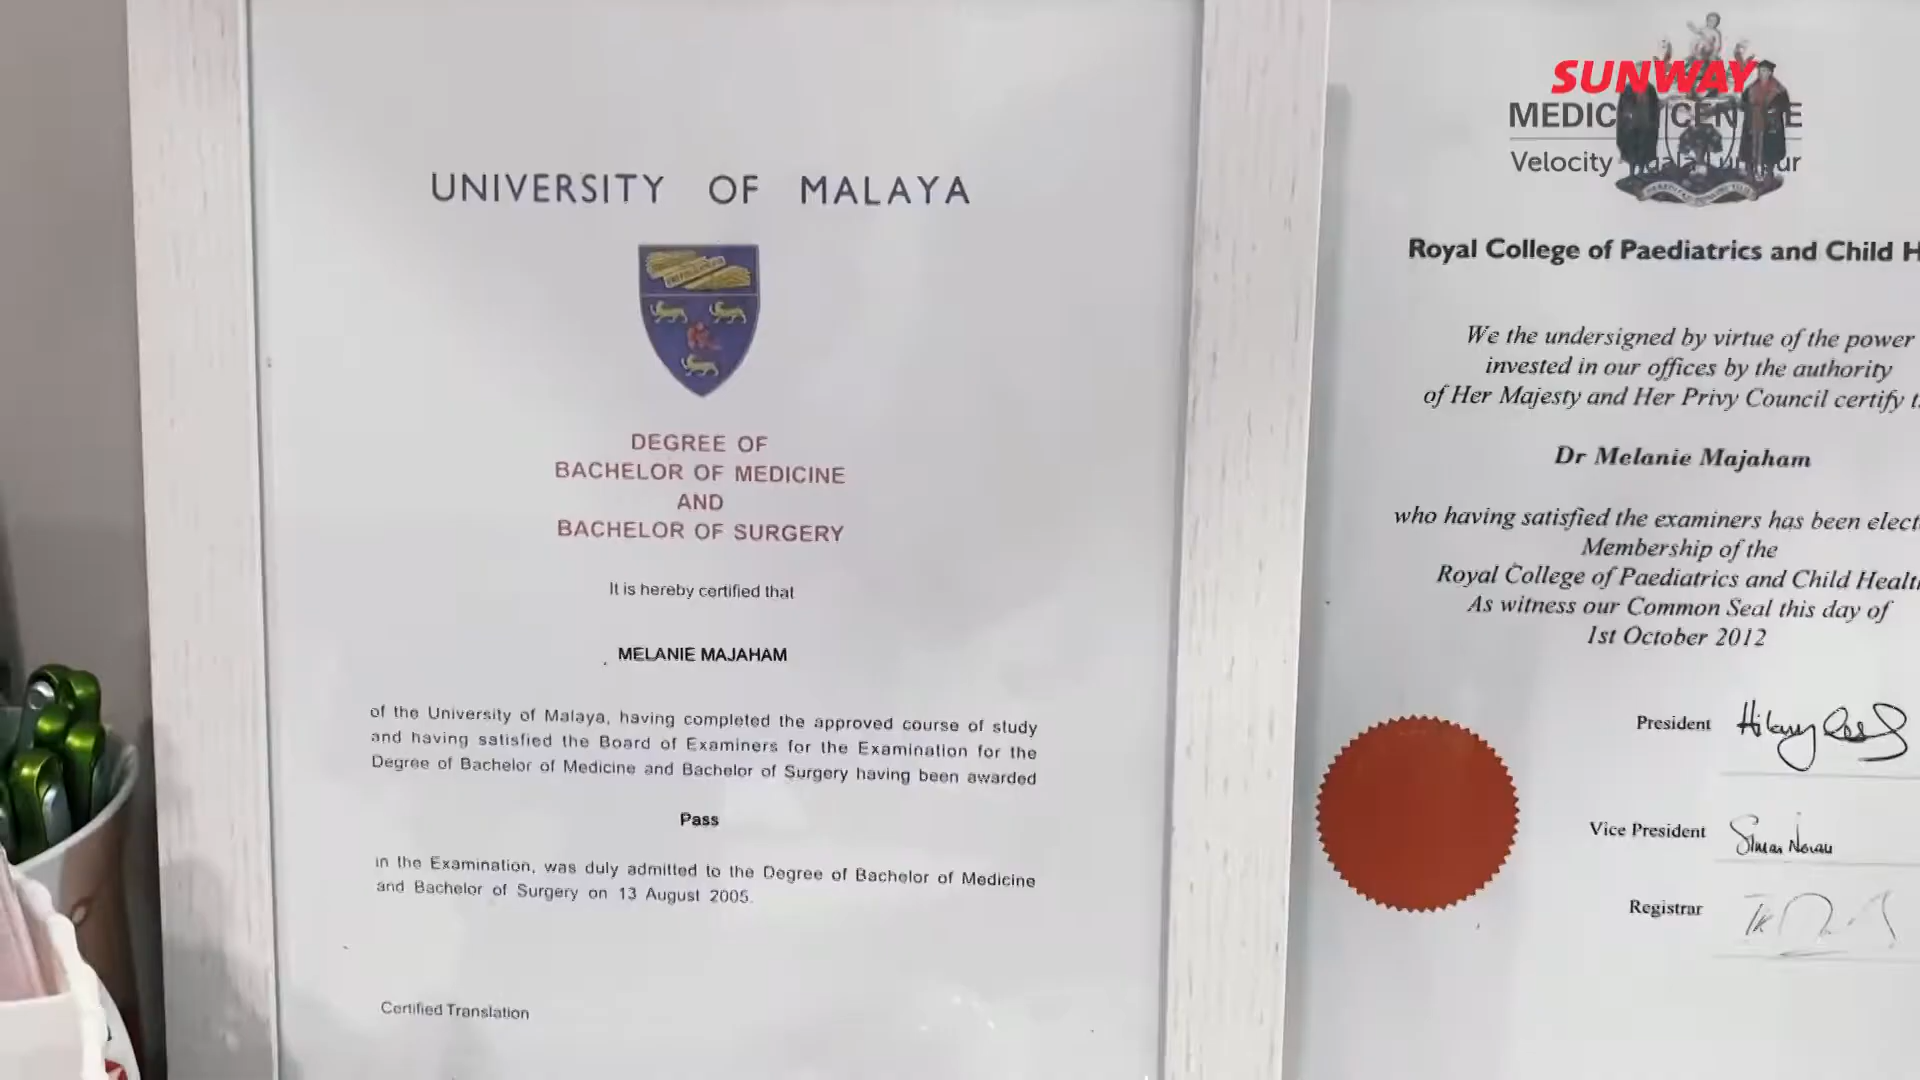 UNIVERSITY OF MALAYA
DEGREE OF
BACHELOR OF MEDICINE
AND
BACHELOR OF SURGERY
It is hereby certified that
MELANIE MAJAHAM
of the University of Malaya, having completed the approved course of study
and having satisfied the Board of Examiners for the Examination for the
Degree of Bachelor of Medicine and Bachelor of Surgery having been awarded
Pass
in the Examination, was duly admitted to the Degree of Bachelor of Medicine
and Bachelor of Surgery on 13 August 2005.
Certified Translation
SUNWAY
MEDICAL CENTRE
Velocity Kuala Lumpur
Royal College of Paediatrics and Child H
We the undersigned by virtue of the power
invested in our offices by the authority
of Her Majesty and Her Privy Council certify t
Dr Melanie Majaham
who having satisfied the examiners has been elect
Membership of the
Royal College of Paediatrics and Child Health
As witness our Common Seal this day of
1st October 2012
President
Vice President
Registrar